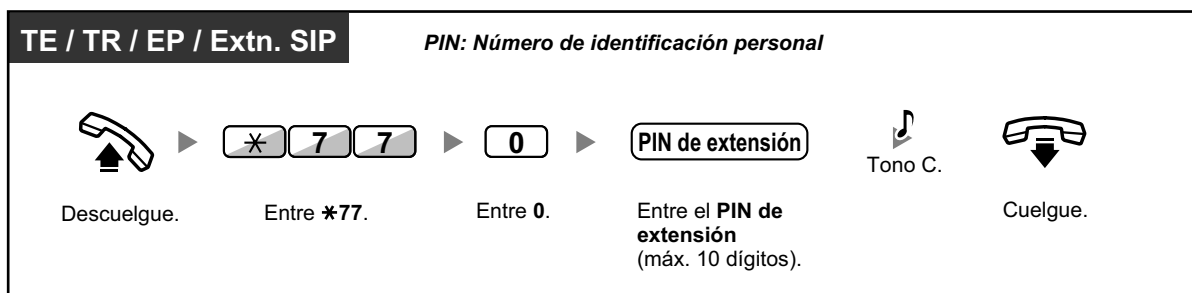 TE / TR / EP / Extn. SIP
PIN: Número de identificación personal
* 7 7
0
PIN de extensión
Tono C.
Descuelgue.
Entre *77.
Entre 0.
Entre el PIN de
extensión
(máx. 10 dígitos).
Cuelgue.